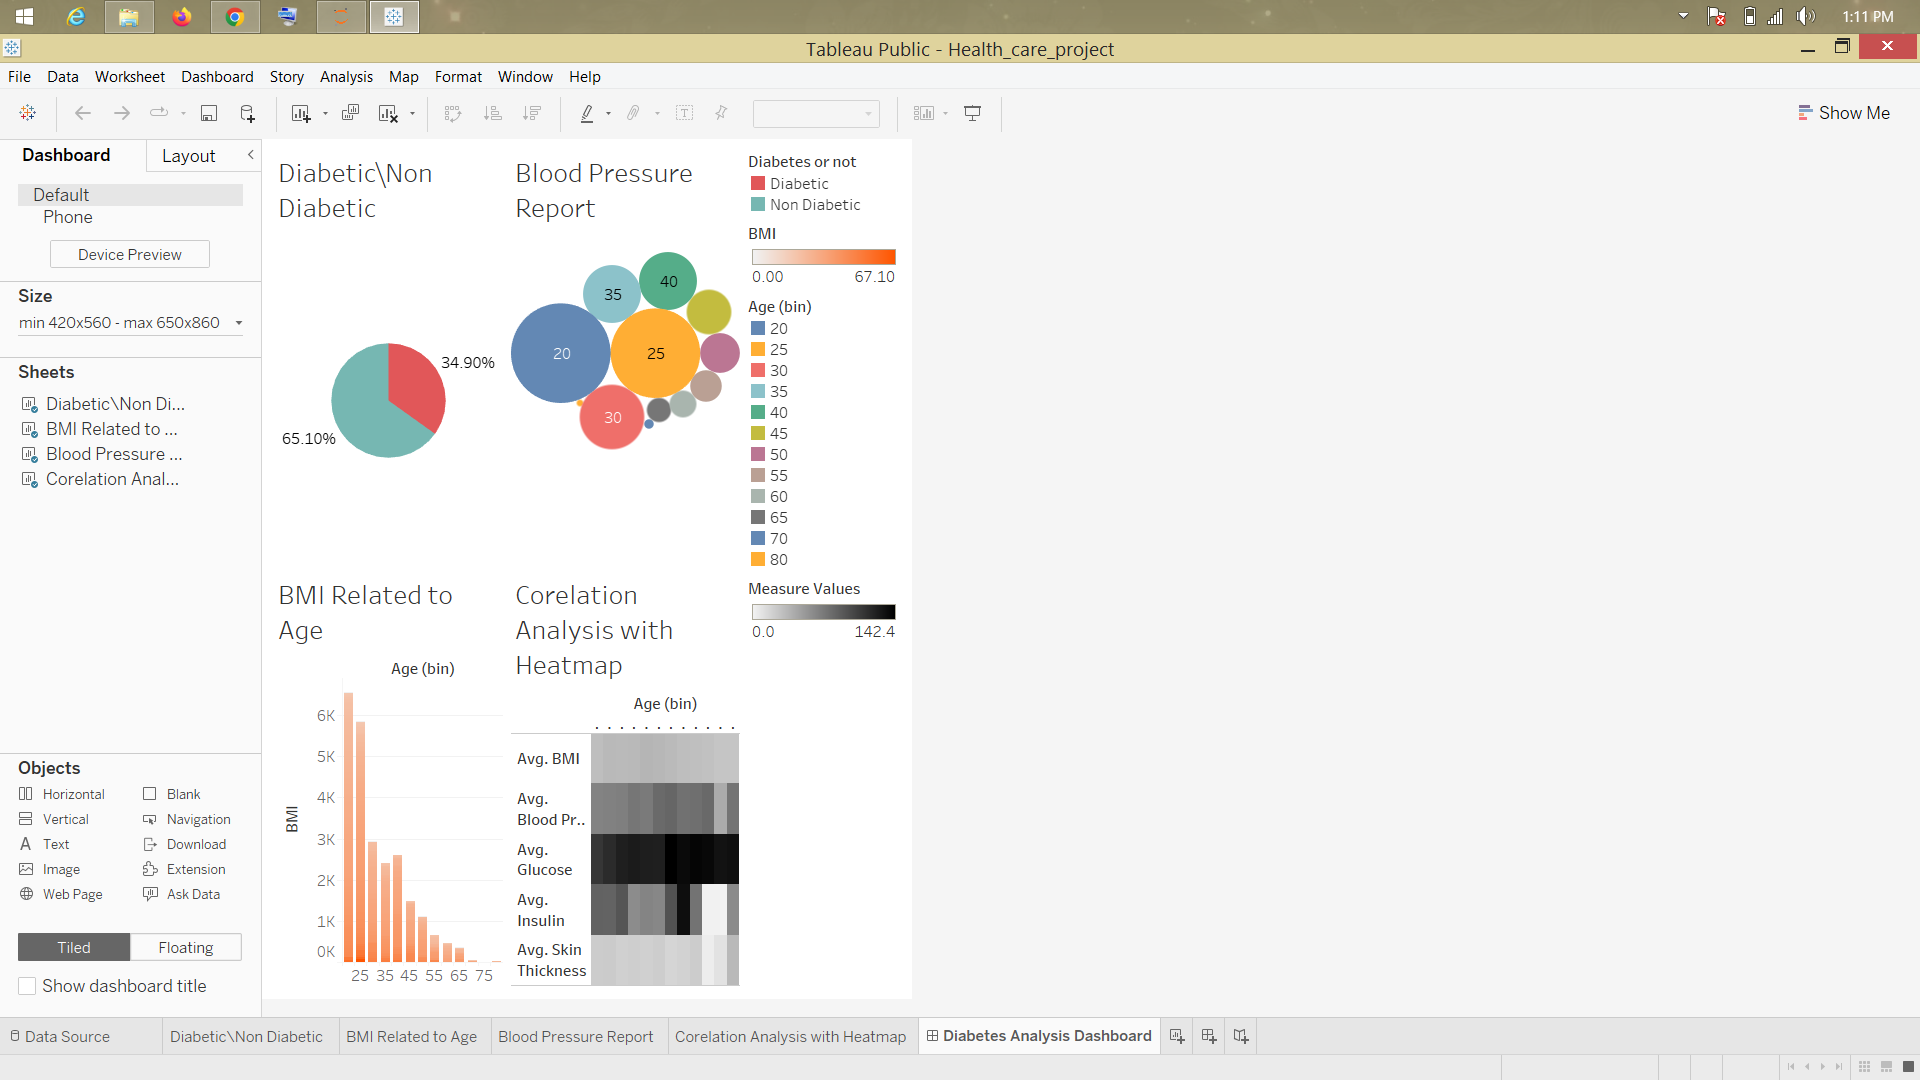 1:11 PM
Tableau Public - Health_care_project
File Data Worksheet Dashboard Story Analysis Map Format Window Help
Show Me
Dashboard Layout
Default
Phone
Device Preview
Size
min 420x560 - max 650x860
Sheets
Diabetic\Non Di...
BMI Related to ...
Blood Pressure ...
Corelation Anal...
Objects
Horizontal Blank
Vertical Navigation
Text Download
Image Extension
Web Page Ask Data
Tiled Floating
Show dashboard title
Diabetic\Non
Diabetic
34.90%
65.10%
Blood Pressure
Report
40
35
20
25
30
Diabetes or not
Diabetic
Non Diabetic
BMI
0.00 67.10
Age (bin)
20
25
30
35
40
45
50
55
60
65
70
80
Measure Values
0.0 142.4
BMI Related to
Age
Age (bin)
BMI
6K
5K
4K
3K
2K
1K
0K
25 35 45 55 65 75
Corelation
Analysis with
Heatmap
Age (bin)
Avg. BMI
Avg.
Blood Pr..
Avg.
Glucose
Avg.
Insulin
Avg. Skin
Thickness
Data Source Diabetic\Non Diabetic BMI Related to Age Blood Pressure Report Corelation Analysis with Heatmap Diabetes Analysis Dashboard